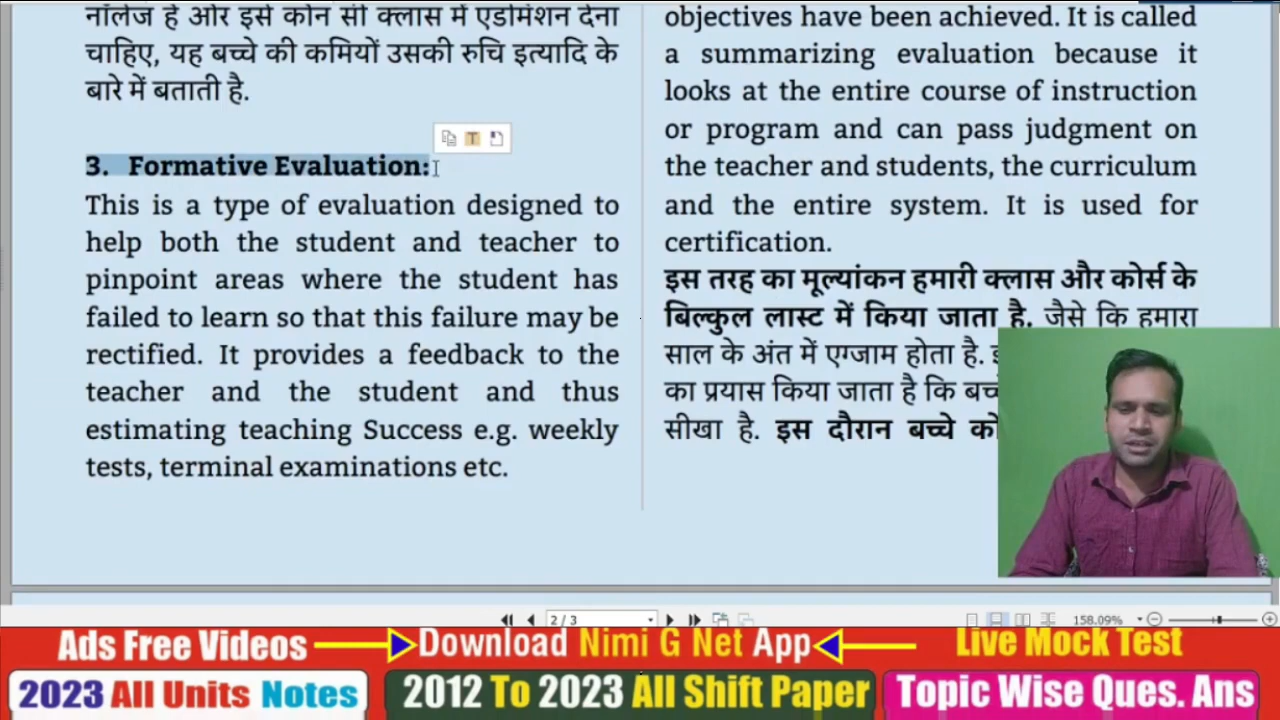 नॉलेज है और इसे कौन सी क्लास में एडमिशन देना
चाहिए, यह बच्चे की कमियों उसकी रुचि इत्यादि के
बारे में बताती है.
3. Formative Evaluation:
This is a type of evaluation designed to
help both the student and teacher to
pinpoint areas where the student has
failed to learn so that this failure may be
rectified. It provides a feedback to the
teacher and the student and thus
estimating teaching Success e.g. weekly
tests, terminal examinations etc.
objectives have been achieved. It is called
a summarizing evaluation because it
looks at the entire course of instruction
or program and can pass judgment on
the teacher and students, the curriculum
and the entire system. It is used for
certification.
इस तरह का मूल्यांकन हमारी क्लास और कोर्स के
बिल्कुल लास्ट में किया जाता है. जैसे कि हमारा
साल के अंत में एग्जाम होता है.
का प्रयास किया जाता है कि
सीखा है. इस दौरान बच्चे
2 / 3
158.09%
Ads Free Videos Download Nimi G Net App Live Mock Test
2023 All Units Notes 2012 To 2023 All Shift Paper Topic Wise Ques. Ans